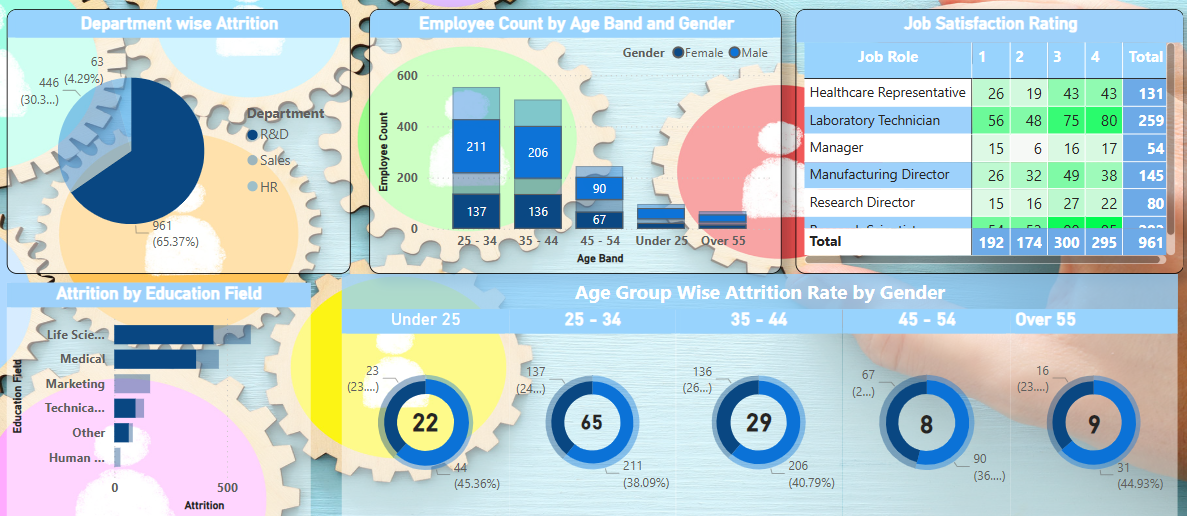 Department wise Attrition
63
(4.29%)
446
(30.3...)
961
(65.37%)
Department
R&D
Sales
HR
Employee Count by Age Band and Gender
Gender Female Male
Employee Count
600
400
200
0
211
137
206
136
90
67
25 - 34 35 - 44 45 - 54 Under 25 Over 55
Age Band
Job Satisfaction Rating
Job Role 1 2 3 4 Total
Healthcare Representative 26 19 43 43 131
Laboratory Technician 56 48 75 80 259
Manager 15 6 16 17 54
Manufacturing Director 26 32 49 38 145
Research Director 15 16 27 22 80
Total 192 174 300 295 961
Attrition by Education Field
Education Field
Life Scie...
Medical
Marketing
Technica...
Other
Human ...
0 500
Attrition
Age Group Wise Attrition Rate by Gender
Under 25 25 - 34 35 - 44 45 - 54 Over 55
23
(23....)
22
44
(45.36%)
137
(24...)
65
211
(38.09%)
136
(26...)
29
206
(40.79%)
67
(2...)
8
90
(36....)
16
(23....)
9
31
(44.93%)